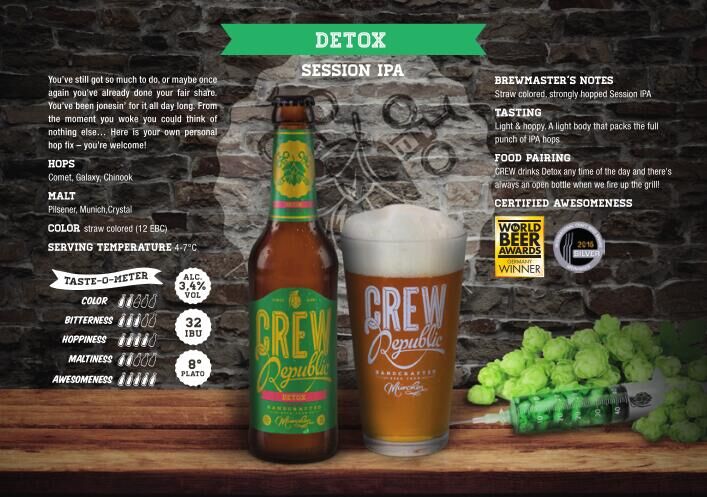 DETOX
SESSION IPA
You've still got so much to do, or maybe once
again you've already done your fair share.
You've been jonesin' for it all day long. From
the moment you woke you could think of
nothing else... Here is your own personal
hop fix – you're welcome!
HOPS
Comet, Galaxy, Chinook
MALT
Pilsener, Munich,Crystal
COLOR straw colored (12 EBC)
SERVING TEMPERATURE 4-7°C
TASTE-O-METER
COLOR
BITTERNESS
HOPPINESS
MALTINESS
AWESOMENESS
ALC.
3,4%
VOL
32
IBU
8°
PLATO
BREWMASTER'S NOTES
Straw colored, strongly hopped Session IPA
TASTING
Light & hoppy. A light body that packs the full
punch of IPA hops
FOOD PAIRING
CREW drinks Detox any time of the day and there's
always an open bottle when we fire up the grill!
CERTIFIED AWESOMENESS
WORLD
BEER
AWARDS
GERMANY
WINNER
2015
SILVER
CREW
Republic
DETOX
HANDCRAFTED
München
CREW
Republic
HANDCRAFTED
München